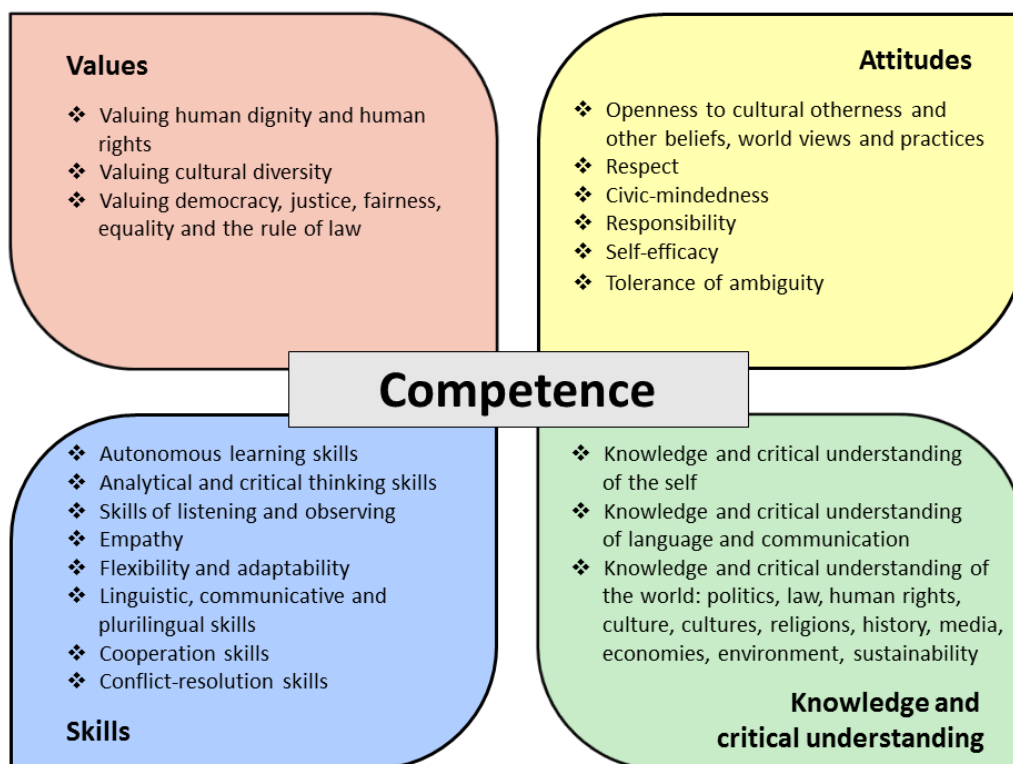 Values
❖ Valuing human dignity and human
rights
❖ Valuing cultural diversity
❖ Valuing democracy, justice, fairness,
equality and the rule of law
Attitudes
❖ Openness to cultural otherness and
other beliefs, world views and practices
❖ Respect
❖ Civic-mindedness
❖ Responsibility
❖ Self-efficacy
❖ Tolerance of ambiguity
Competence
❖ Autonomous learning skills
❖ Analytical and critical thinking skills
❖ Skills of listening and observing
❖ Empathy
❖ Flexibility and adaptability
❖ Linguistic, communicative and
plurilingual skills
❖ Cooperation skills
❖ Conflict-resolution skills
Skills
❖ Knowledge and critical understanding
of the self
❖ Knowledge and critical understanding
of language and communication
❖ Knowledge and critical understanding of
the world: politics, law, human rights,
culture, cultures, religions, history, media,
economies, environment, sustainability
Knowledge and
critical understanding